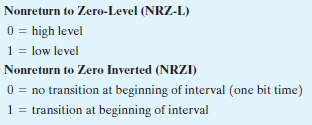 Nonreturn to Zero-Level (NRZ-L)
0 = high level
1 = low level
Nonreturn to Zero Inverted (NRZI)
0 = no transition at beginning of interval (one bit time)
1 = transition at beginning of interval